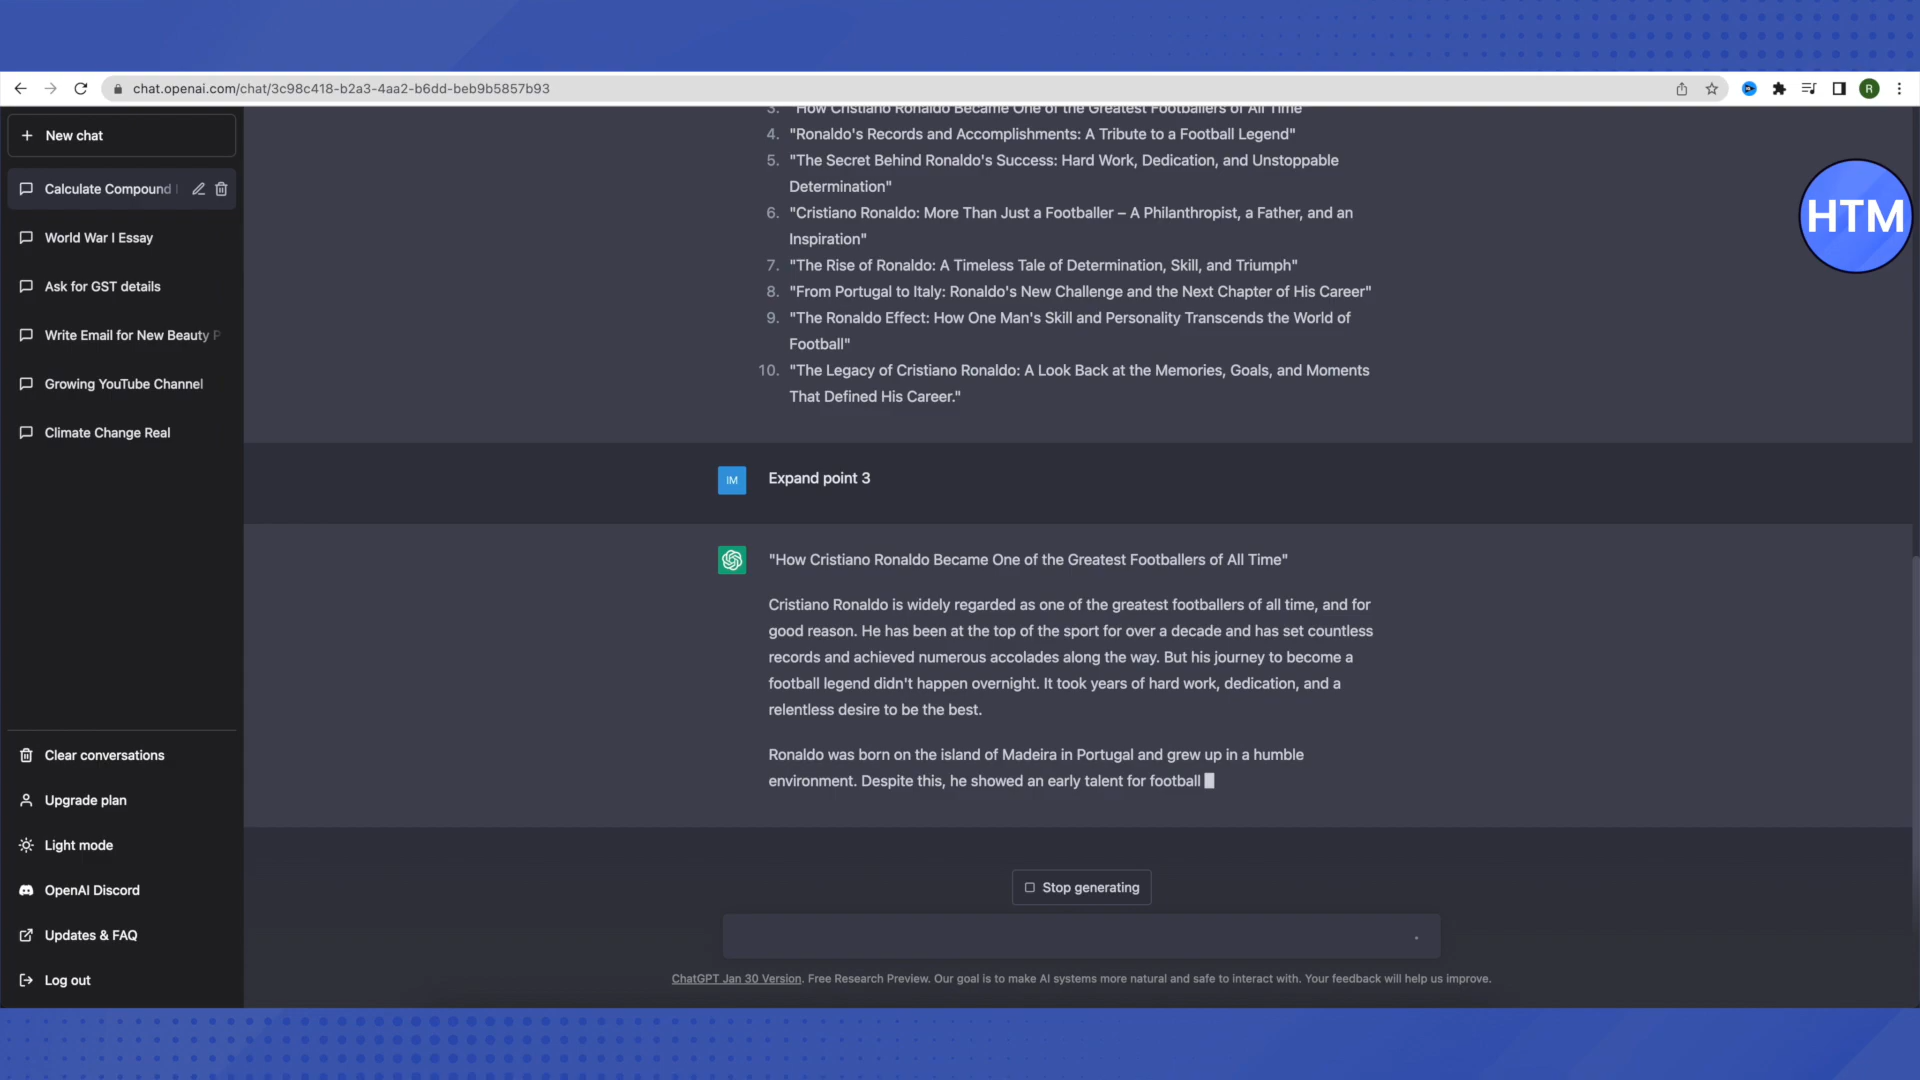 chat.openai.com/chat/3c98c418-b2a3-4aa2-b6dd-beb9b5857b93
R
HTM
New chat
Calculate Compound
World War I Essay
Ask for GST details
Write Email for New Beauty P
Growing YouTube Channel
Climate Change Real
Clear conversations
Upgrade plan
Light mode
OpenAI Discord
Updates & FAQ
Log out
3. "How Cristiano Ronaldo Became One of the Greatest Footballers of All Time"
4. "Ronaldo's Records and Accomplishments: A Tribute to a Football Legend"
5. "The Secret Behind Ronaldo's Success: Hard Work, Dedication, and Unstoppable
Determination"
6. "Cristiano Ronaldo: More Than Just a Footballer – A Philanthropist, a Father, and an
Inspiration"
7. "The Rise of Ronaldo: A Timeless Tale of Determination, Skill, and Triumph"
8. "From Portugal to Italy: Ronaldo's New Challenge and the Next Chapter of His Career"
9. "The Ronaldo Effect: How One Man's Skill and Personality Transcends the World of
Football"
10. "The Legacy of Cristiano Ronaldo: A Look Back at the Memories, Goals, and Moments
That Defined His Career."
IM
Expand point 3
"How Cristiano Ronaldo Became One of the Greatest Footballers of All Time"
Cristiano Ronaldo is widely regarded as one of the greatest footballers of all time, and for
good reason. He has been at the top of the sport for over a decade and has set countless
records and achieved numerous accolades along the way. But his journey to become a
football legend didn't happen overnight. It took years of hard work, dedication, and a
relentless desire to be the best.
Ronaldo was born on the island of Madeira in Portugal and grew up in a humble
environment. Despite this, he showed an early talent for football
Stop generating
ChatGPT Jan 30 Version. Free Research Preview. Our goal is to make AI systems more natural and safe to interact with. Your feedback will help us improve.